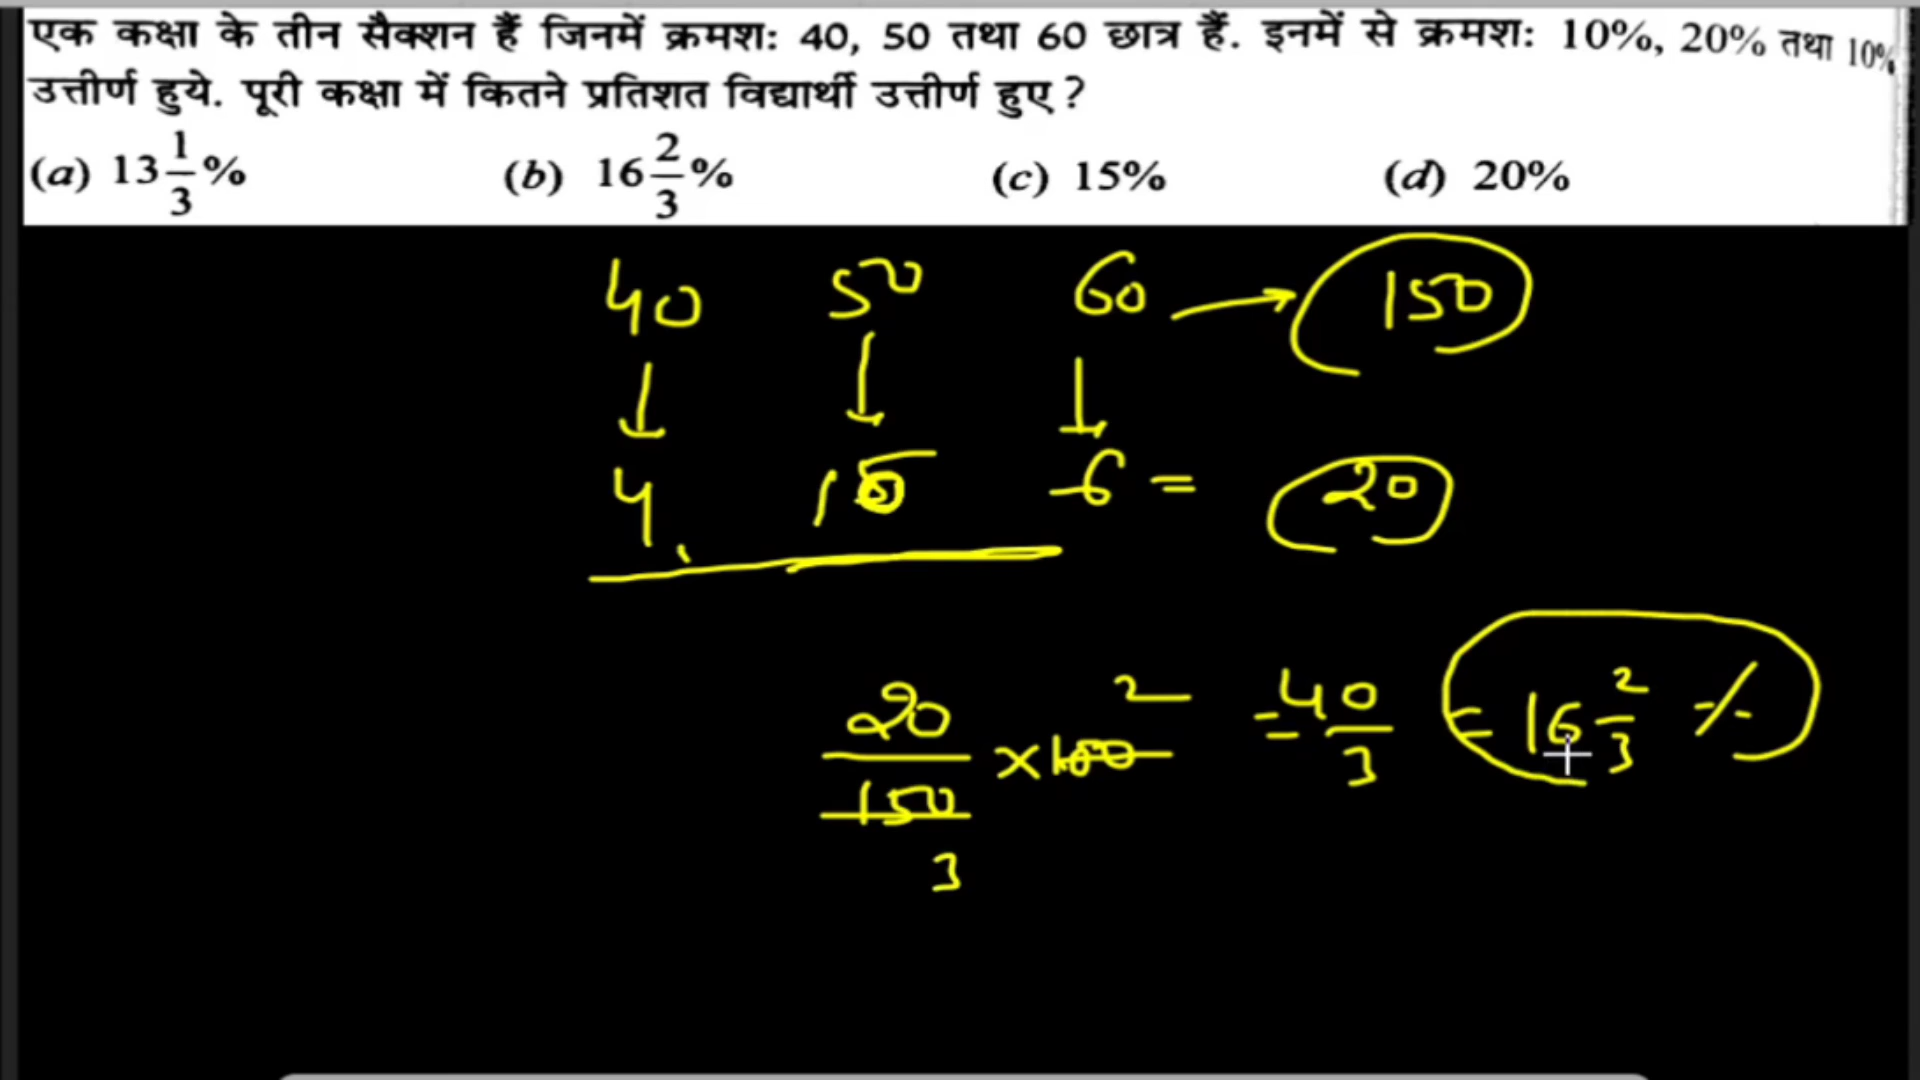 एक कक्षा के तीन सैक्शन हैं जिनमें क्रमश: 40, 50 तथा 60 छात्र हैं. इनमें से क्रमश: 10%, 20% तथा 10%
उत्तीर्ण हुये. पूरी कक्षा में कितने प्रतिशत विद्यार्थी उत्तीर्ण हुए ?
(a) 13 1/3 % (b) 16 2/3 % (c) 15% (d) 20%
40 50 60 → 150
4 10 6 = 20
20/150 × 100 2 = 40/3 = 16 2/3 %
3